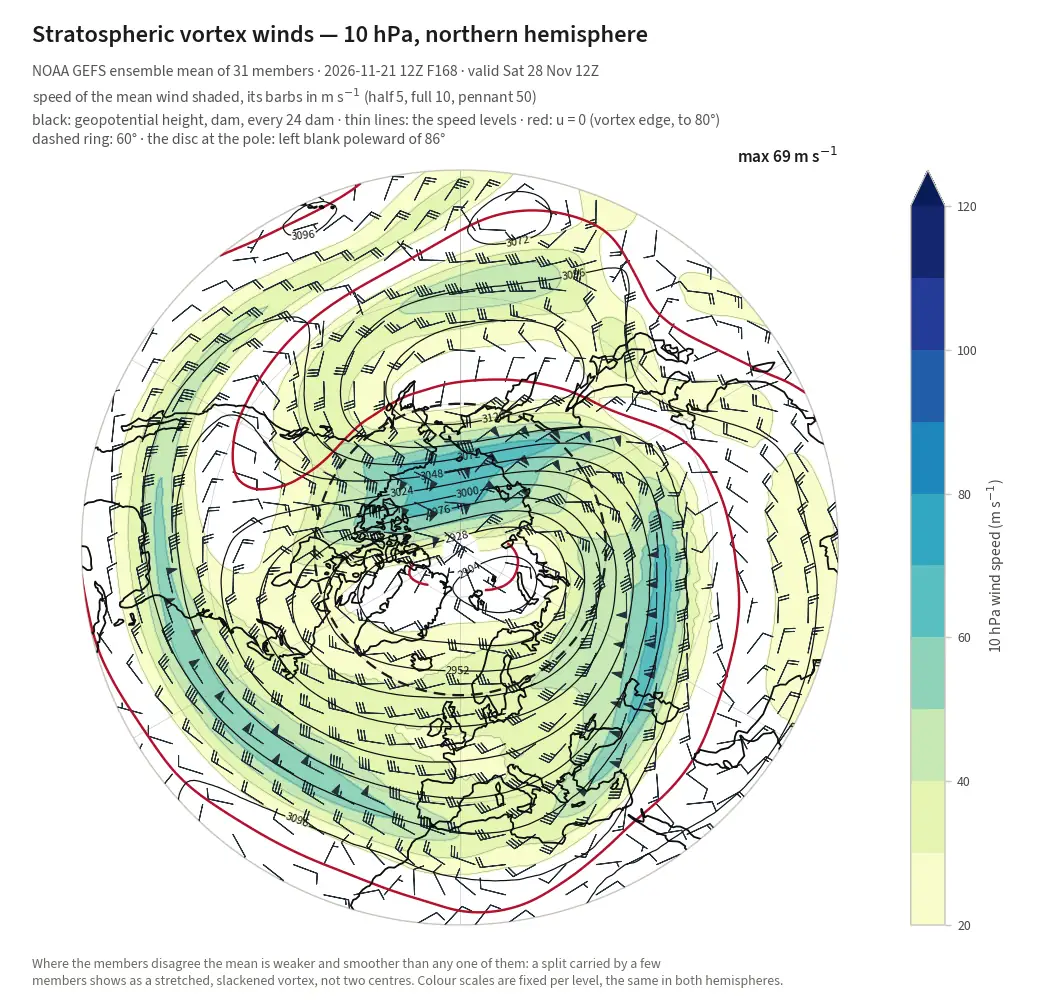 Stratospheric vortex winds — 10 hPa, northern hemisphere
NOAA GEFS ensemble mean of 31 members · 2026-11-21 12Z F168 · valid Sat 28 Nov 12Z
speed of the mean wind shaded, its barbs in m s⁻¹ (half 5, full 10, pennant 50)
black: geopotential height, dam, every 24 dam · thin lines: the speed levels · red: u = 0 (vortex edge, to 80°)
dashed ring: 60° · the disc at the pole: left blank poleward of 86°
max 69 m s⁻¹
3096
3072
3048
3024
3000
2928
2904
2952
120
100
80
60
40
20
10 hPa wind speed (m s⁻¹)
Where the members disagree the mean is weaker and smoother than any one of them: a split carried by a few
members shows as a stretched, slackened vortex, not two centres. Colour scales are fixed per level, the same in both hemispheres.